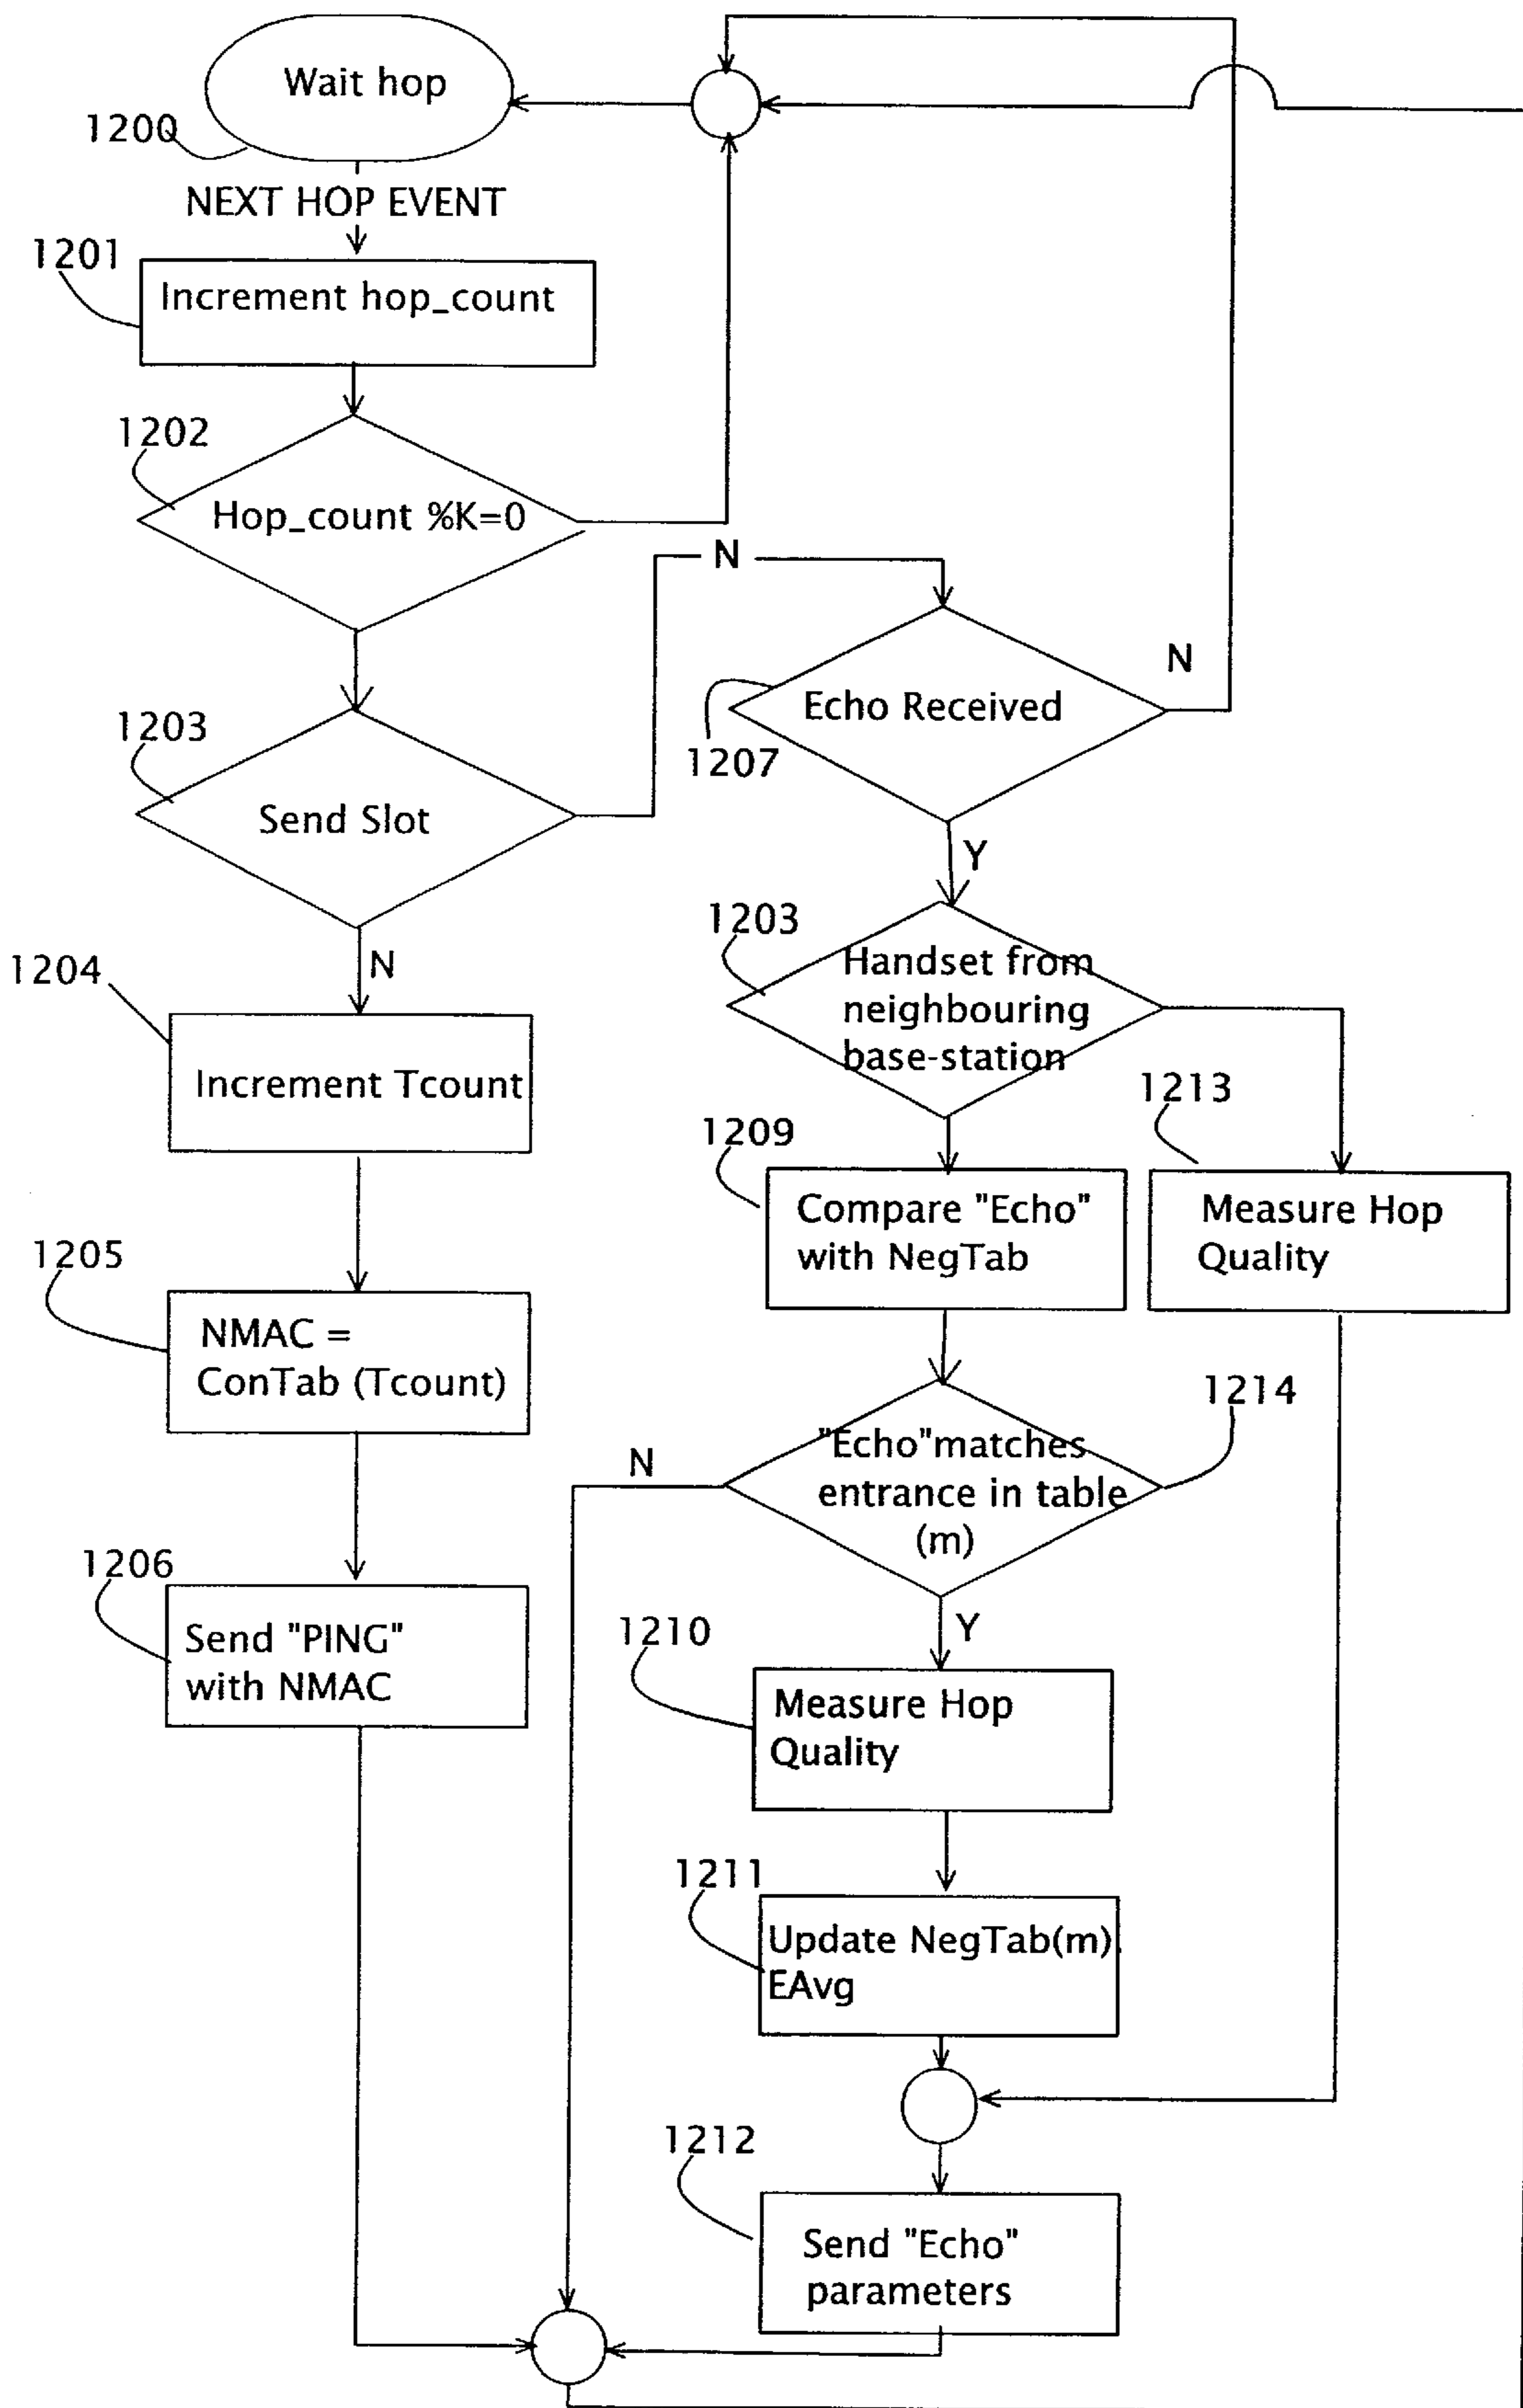 Wait hop
1200
NEXT HOP EVENT
1201
Increment hop_count
1202
Hop_count %K=0
N
N
1203
Send Slot
Echo Received
1207
Y
N
1203
Handset from
neighbouring
base-station
1204
Increment Tcount
1213
1209
Compare "Echo"
with NegTab
Measure Hop
Quality
1205
NMAC =
ConTab (Tcount)
1214
"Echo"matches
entrance in table
(m)
N
1206
Send "PING"
with NMAC
Y
1210
Measure Hop
Quality
1211
Update NegTab(m)
EAvg
1212
Send "Echo"
parameters